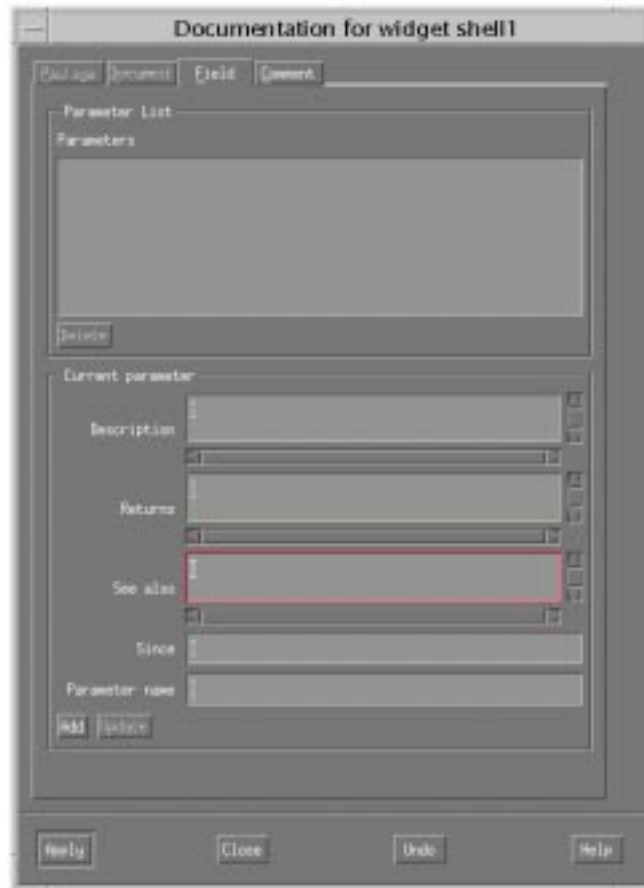 Documentation for widget shell1
Package Document Field Comment
Parameter List
Parameters
Delete
Current parameter
Description
Returns
See also
Since
Parameter name
Add Update
Apply Close Undo Help